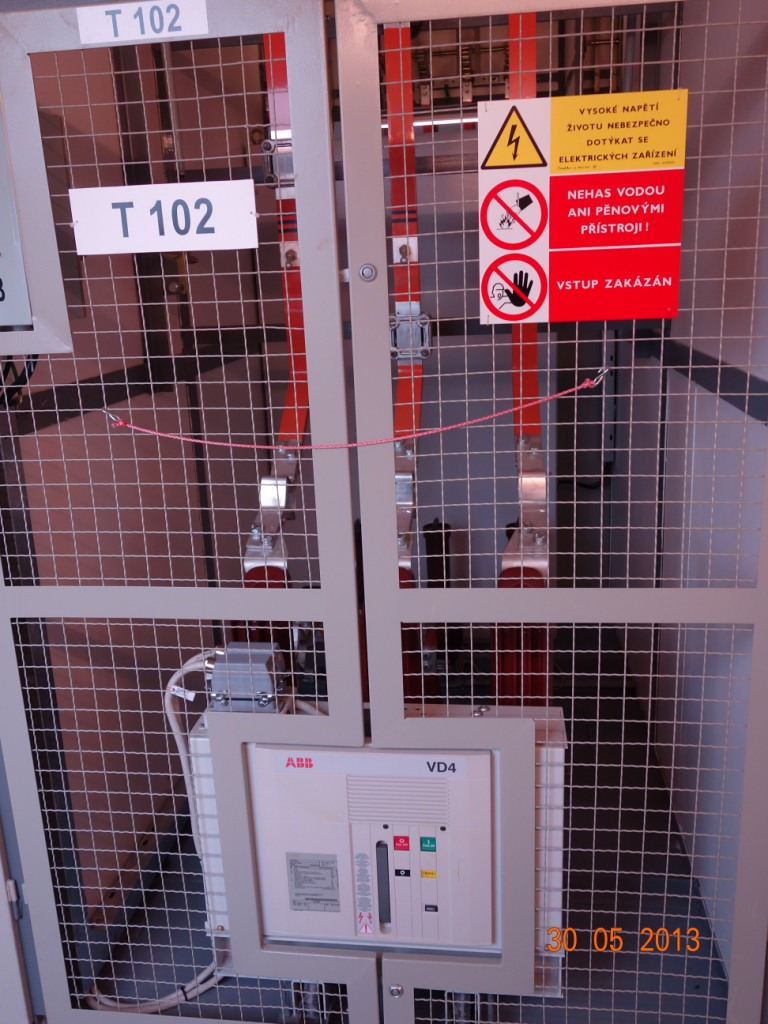 T 102
T 102
VYSOKÉ NAPĚTÍ
ŽIVOTU NEBEZPEČNO
DOTÝKAT SE
ELEKTRICKÝCH ZAŘÍZENÍ
NEHAS VODOU
ANI PĚNOVÝMI
PŘÍSTROJI !
VSTUP ZAKÁZÁN
ABB
VD4
30 05 2013